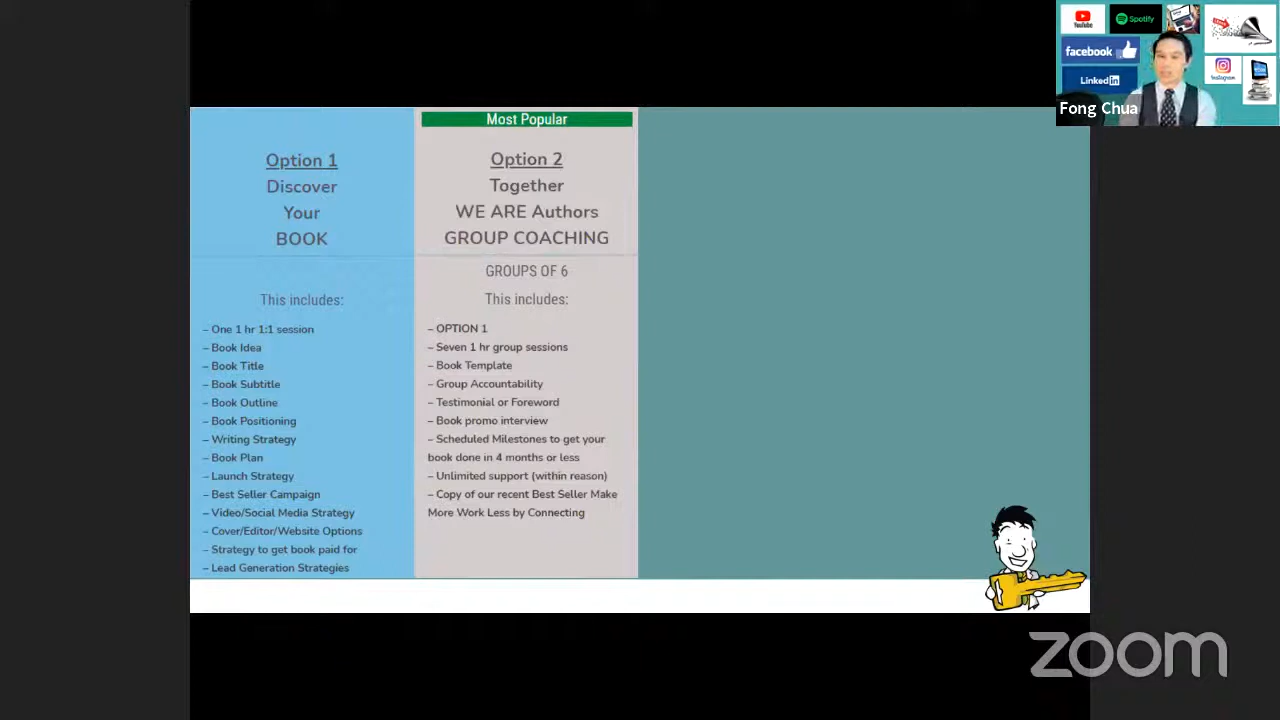 YouTube
Spotify
facebook
LinkedIn
Instagram
Fong Chua
Option 1
Discover
Your
BOOK
This includes:
– One 1 hr 1:1 session
– Book Idea
– Book Title
– Book Subtitle
– Book Outline
– Book Positioning
– Writing Strategy
– Book Plan
– Launch Strategy
– Best Seller Campaign
– Video/Social Media Strategy
– Cover/Editor/Website Options
– Strategy to get book paid for
– Lead Generation Strategies
Most Popular
Option 2
Together
WE ARE Authors
GROUP COACHING
GROUPS OF 6
This includes:
– OPTION 1
– Seven 1 hr group sessions
– Book Template
– Group Accountability
– Testimonial or Foreword
– Book promo interview
– Scheduled Milestones to get your
book done in 4 months or less
– Unlimited support (within reason)
– Copy of our recent Best Seller Make
More Work Less by Connecting
zoom